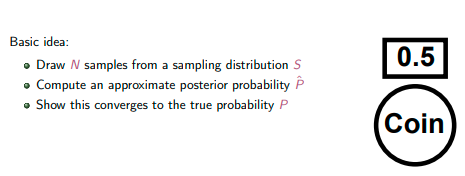 Basic idea:
Draw N samples from a sampling distribution S
Compute an approximate posterior probability P̂
Show this converges to the true probability P
0.5
Coin